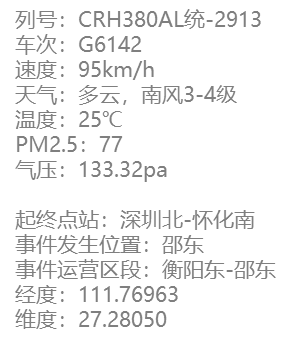 列号：CRH380AL统-2913
车次：G6142
速度：95km/h
天气：多云，南风3-4级
温度：25℃
PM2.5：77
气压：133.32pa
起终点站：深圳北-怀化南
事件发生位置：邵东
事件运营区段：衡阳东-邵东
经度：111.76963
维度：27.28050